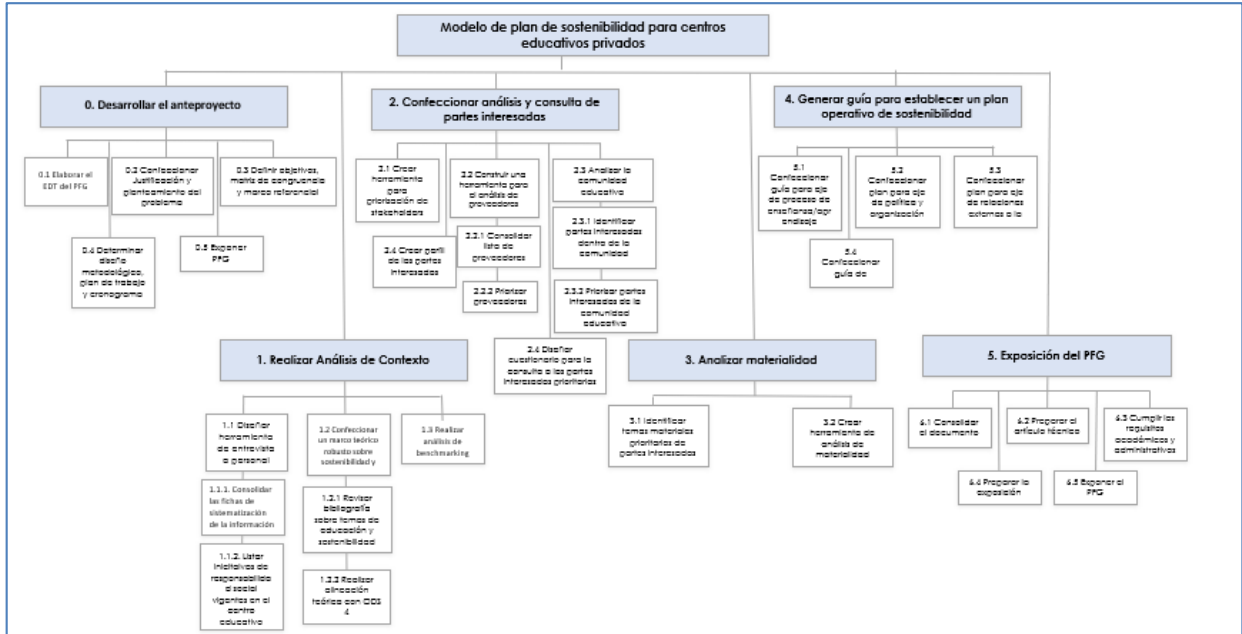 Modelo de plan de sostenibilidad para centros
educativos privados
0. Desarrollar el anteproyecto
0.1 Elaborar el
EDT del PFG
0.2 Confeccionar
Justificación y
planteamiento del
problema
0.3 Definir objetivos,
matriz de congruencia
y marco referencial
0.4 Determinar
diseño
metodológico,
plan de trabajo
y cronograma
0.5 Exponer
PFG
2. Confeccionar análisis y consulta de
partes interesadas
2.1 Crear
herramienta
para
priorización de
stakeholders
2.2 Construir una
herramienta para
el análisis de
proveedores
2.3 Analizar la
comunidad
educativa
2.4 Crear perfil
de las partes
interesadas
2.2.1 Consolidar
lista de
proveedores
2.3.1 Identificar
partes interesadas
dentro de la
comunidad
2.2.2 Priorizar
proveedores
2.3.2 Priorizar partes
interesadas de la
comunidad
educativa
2.4 Diseñar
cuestionario para la
consulta a las partes
interesadas prioritarias
4. Generar guía para establecer un plan
operativo de sostenibilidad
5.1
Confeccionar
guía para eje
de proceso de
enseñanza/apr
endizaje
5.2
Confeccionar
plan para eje
de política y
organización
5.3
Confeccionar
plan para eje
de relaciones
externas a la
5.4
Confeccionar
guía de
1. Realizar Análisis de Contexto
1.1 Diseñar
herramienta
de entrevista
a personal
1.2 Confeccionar
un marco teórico
robusto sobre
sostenibilidad y
1.3 Realizar
análisis de
benchmarking
1.1.1. Consolidar
las fichas de
sistematización
de la información
1.2.1 Revisar
bibliografía
sobre temas de
educación y
sostenibilidad
1.1.2. Listar
iniciativas de
responsabilida
d social
vigentes en el
centro
educativo
1.2.2 Realizar
alineación
teórica con ODS
4
3. Analizar materialidad
3.1 Identificar
temas materiales
prioritarios de
partes interesadas
3.2 Crear
herramienta de
análisis de
materialidad
5. Exposición del PFG
6.1 Consolidar
el documento
6.2 Preparar el
artículo técnico
6.3 Cumplir los
requisitos
académicos y
administrativos
6.4 Preparar la
exposición
6.5 Exponer el
PFG